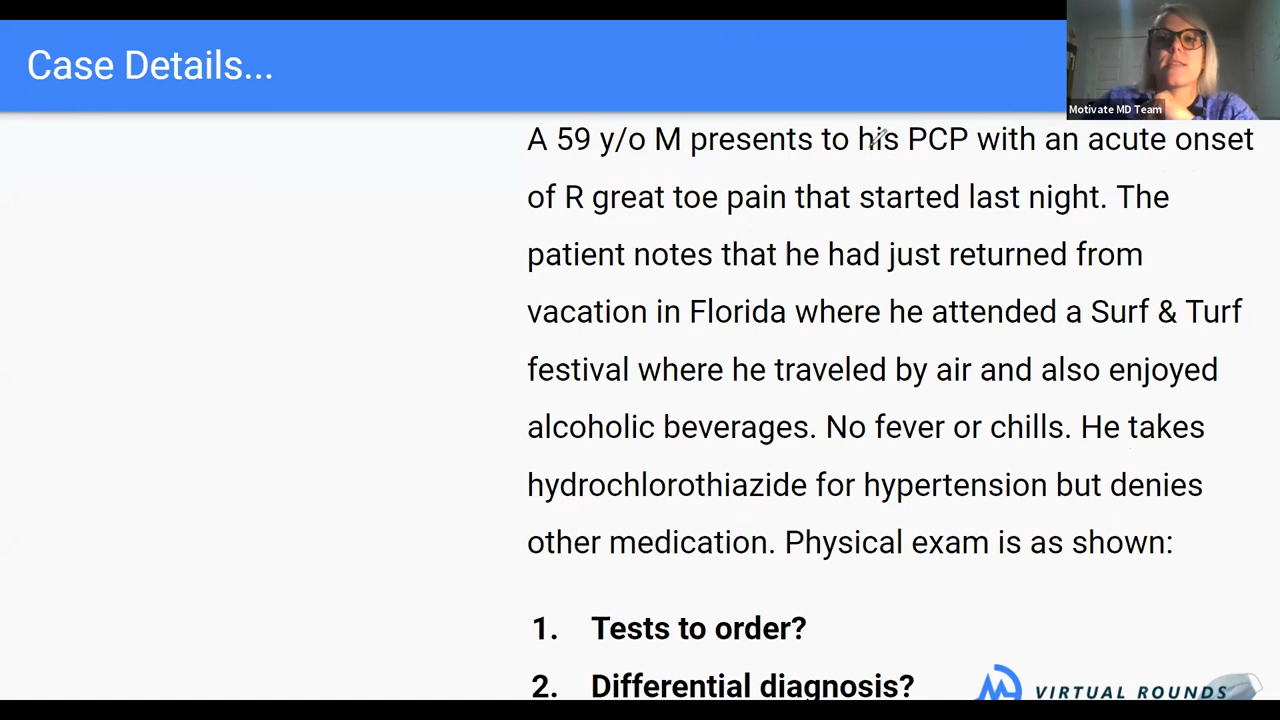 Case Details...
Motivate MD Team
A 59 y/o M presents to his PCP with an acute onset
of R great toe pain that started last night. The
patient notes that he had just returned from
vacation in Florida where he attended a Surf & Turf
festival where he traveled by air and also enjoyed
alcoholic beverages. No fever or chills. He takes
hydrochlorothiazide for hypertension but denies
other medication. Physical exam is as shown:
1. Tests to order?
2. Differential diagnosis?
VIRTUAL ROUNDS